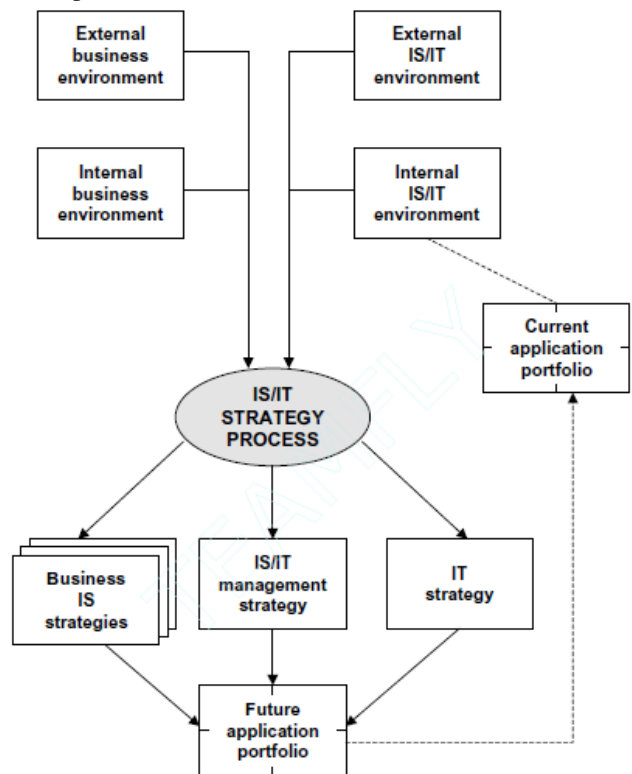 External
business
environment
External
IS/IT
environment
Internal
business
environment
Internal
IS/IT
environment
Current
application
portfolio
IS/IT
STRATEGY
PROCESS
Business
IS
strategies
IS/IT
management
strategy
IT
strategy
Future
application
portfolio
TEAMFLY